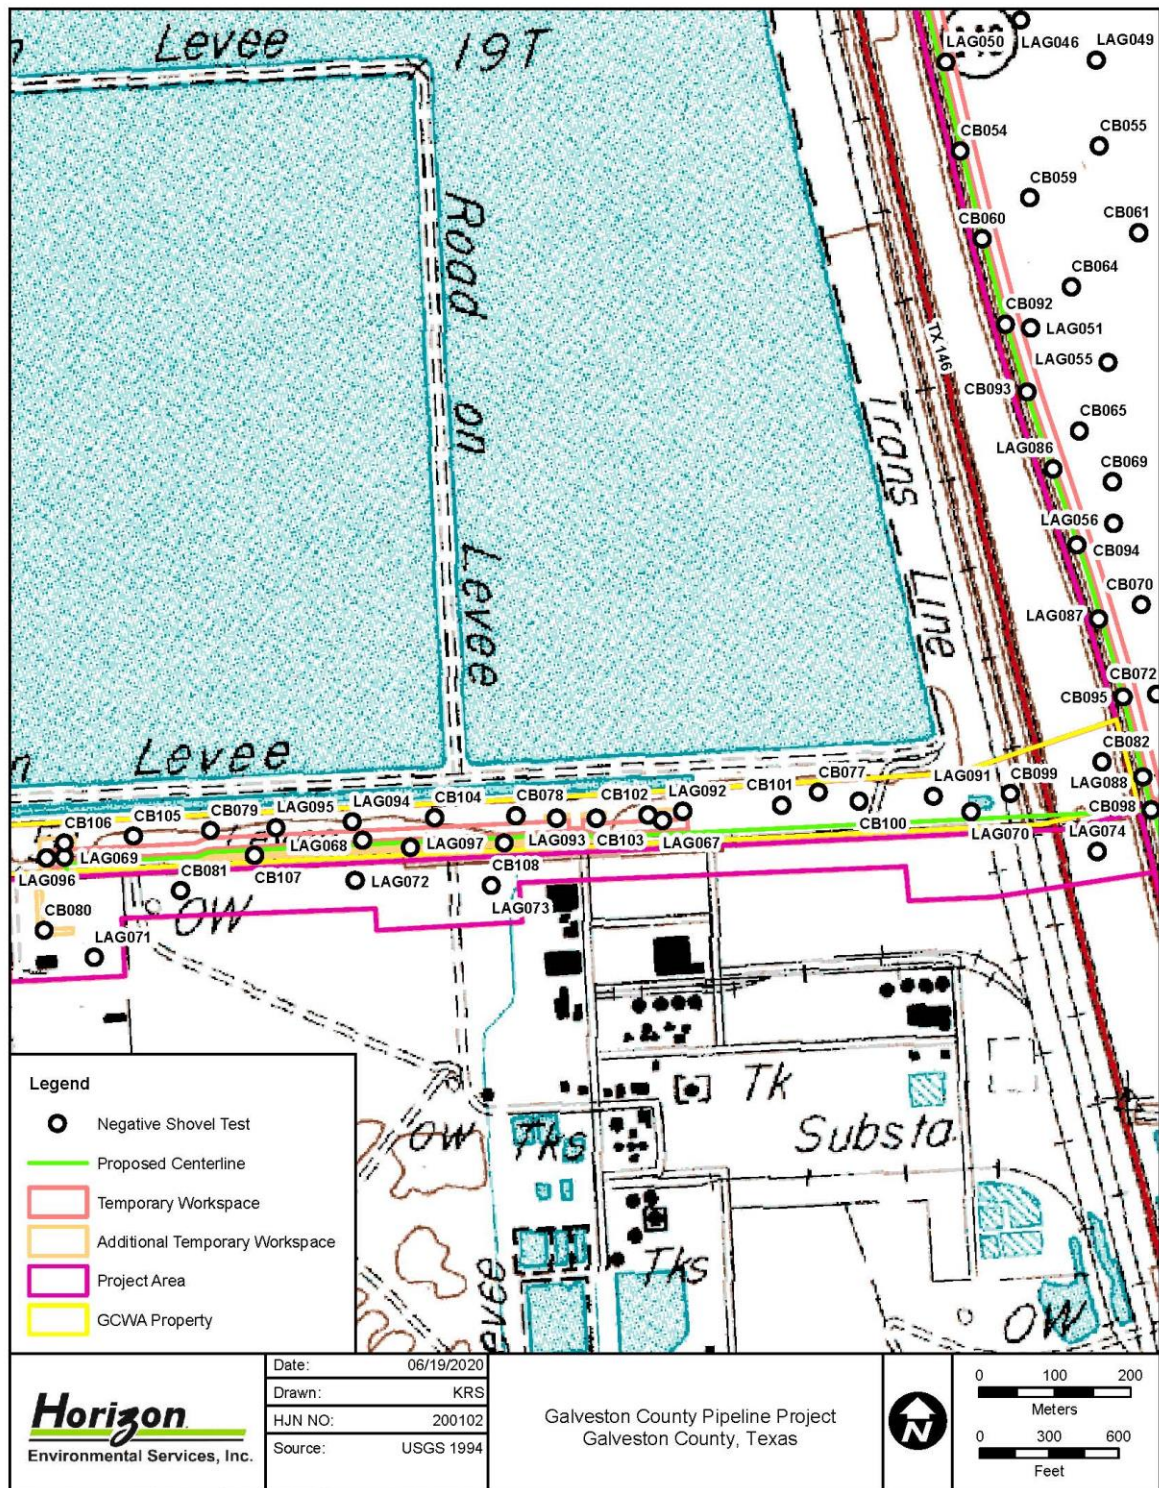 Levee
19T
LAG050
LAG046
LAG049
CB054
CB055
CB059
CB060
CB061
CB064
CB092
LAG051
LAG055
TX 146
CB093
CB065
LAG086
CB069
LAG056
CB094
CB070
LAG087
CB072
CB095
CB082
LAG088
CB098
Road on Levee
Trans Line
Levee
CB106
CB105
CB079
LAG095
LAG094
CB104
CB078
CB102
LAG092
CB101
CB077
LAG091
CB099
LAG069
LAG068
LAG097
LAG093
CB103
LAG067
CB100
LAG070
LAG074
LAG096
CB081
CB107
LAG072
CB108
LAG073
CB080
OW
LAG071
Tk
OW
Tks
Substa
Tks
evee
OW
Legend
Negative Shovel Test
Proposed Centerline
Temporary Workspace
Additional Temporary Workspace
Project Area
GCWA Property
Horizon
Environmental Services, Inc.
Date: 06/19/2020
Drawn: KRS
HJN NO: 200102
Source: USGS 1994
Galveston County Pipeline Project
Galveston County, Texas
N
0 100 200
Meters
0 300 600
Feet